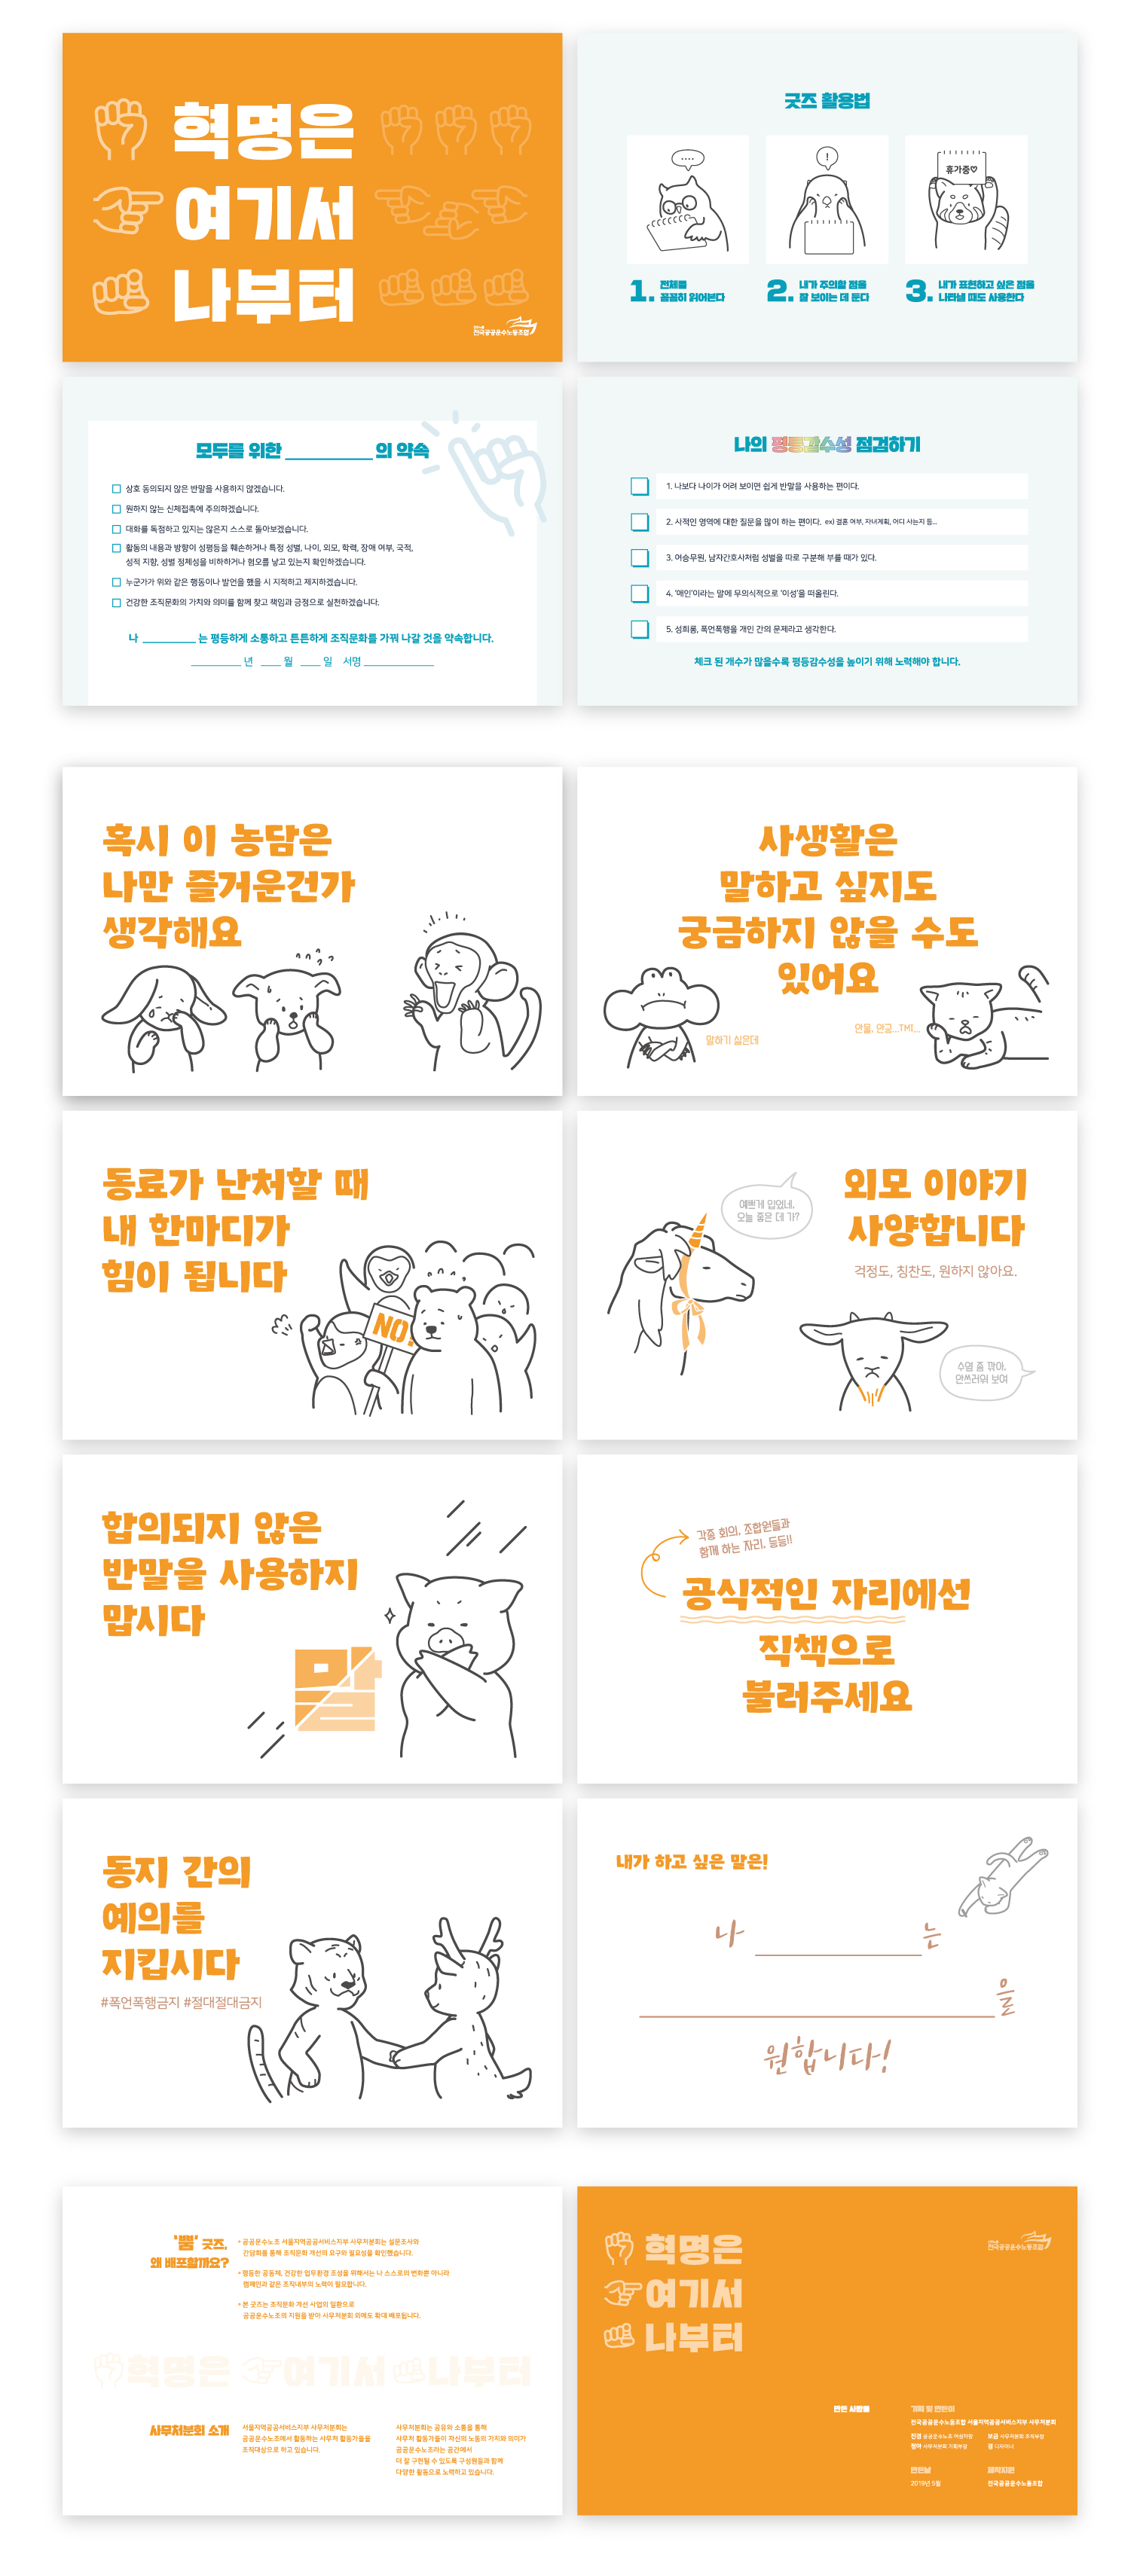 혁명은
여기서
나부터
전국공공운수노동조합
굿즈 활용법
....
!
휴가중♡
1. 전체를
꼼꼼히 읽어본다
2. 내가 주의할 점을
잘 보이는 데 둔다
3. 내가 표현하고 싶은 점을
나타낼 때도 사용한다
모두를 위한 ________ 의 약속
상호 동의되지 않은 반말을 사용하지 않겠습니다.
원하지 않는 신체접촉에 주의하겠습니다.
대화를 독점하고 있지는 않은지 스스로 돌아보겠습니다.
활동의 내용과 방향이 성평등을 훼손하거나 특정 성별, 나이, 외모, 학력, 장애 여부, 국적,
성적 지향, 성별 정체성을 비하하거나 혐오를 낳고 있는지 확인하겠습니다.
누군가가 위와 같은 행동이나 발언을 했을 시 지적하고 제지하겠습니다.
건강한 조직문화의 가치와 의미를 함께 찾고 책임과 긍정으로 실천하겠습니다.
나 ________ 는 평등하게 소통하고 튼튼하게 조직문화를 가꿔 나갈 것을 약속합니다.
________ 년 ___ 월 ___ 일 서명 ________
나의 평등감수성 점검하기
1. 나보다 나이가 어려 보이면 쉽게 반말을 사용하는 편이다.
2. 사적인 영역에 대한 질문을 많이 하는 편이다. ex) 결혼 여부, 자녀계획, 어디 사는지 등...
3. 여승무원, 남자간호사처럼 성별을 따로 구분해 부를 때가 있다.
4. '애인'이라는 말에 무의식적으로 '이성'을 떠올린다.
5. 성희롱, 폭언폭행을 개인 간의 문제라고 생각한다.
체크 된 개수가 많을수록 평등감수성을 높이기 위해 노력해야 합니다.
혹시 이 농담은
나만 즐거운건가
생각해요
사생활은
말하고 싶지도
궁금하지 않을 수도
있어요
말하기 싫은데
안물, 안궁...TMI...
동료가 난처할 때
내 한마디가
힘이 됩니다
NO!
예쁘게 입었네,
오늘 좋은 데 가?
외모 이야기
사양합니다
걱정도, 칭찬도, 원하지 않아요.
수염 좀 깎아,
안쓰러워 보여
합의되지 않은
반말을 사용하지
맙시다
말
각종 회의, 조합원들과
함께 하는 자리, 등등!!
공식적인 자리에선
직책으로
불러주세요
동지 간의
예의를
지킵시다
#폭언폭행금지 #절대절대금지
내가 하고 싶은 말은!
나 ________ 는
________ 을
원합니다!
'뿜' 굿즈,
왜 배포할까요?
• 공공운수노조 서울지역공공서비스지부 사무처분회는 설문조사와
간담회를 통해 조직문화 개선의 요구와 필요성을 확인했습니다.
• 평등한 공동체, 건강한 업무환경 조성을 위해서는 나 스스로의 변화뿐 아니라
캠페인과 같은 조직내부의 노력이 필요합니다.
• 본 굿즈는 조직문화 개선 사업의 일환으로
공공운수노조의 지원을 받아 사무처분회 외에도 확대 배포됩니다.
혁명은 여기서 나부터
사무처분회 소개
서울지역공공서비스지부 사무처분회는
공공운수노조에서 활동하는 사무처 활동가들을
조직대상으로 하고 있습니다.
사무처분회는 공유와 소통을 통해
사무처 활동가들이 자신의 노동의 가치와 의미가
공공운수노조라는 공간에서
더 잘 구현될 수 있도록 구성원들과 함께
다양한 활동으로 노력하고 있습니다.
혁명은
여기서
나부터
전국공공운수노동조합
만든 사람들
기획 및 만든이
전국공공운수노동조합 서울지역공공서비스지부 사무처분회
만든날
2019년 5월
제작지원
전국공공운수노동조합